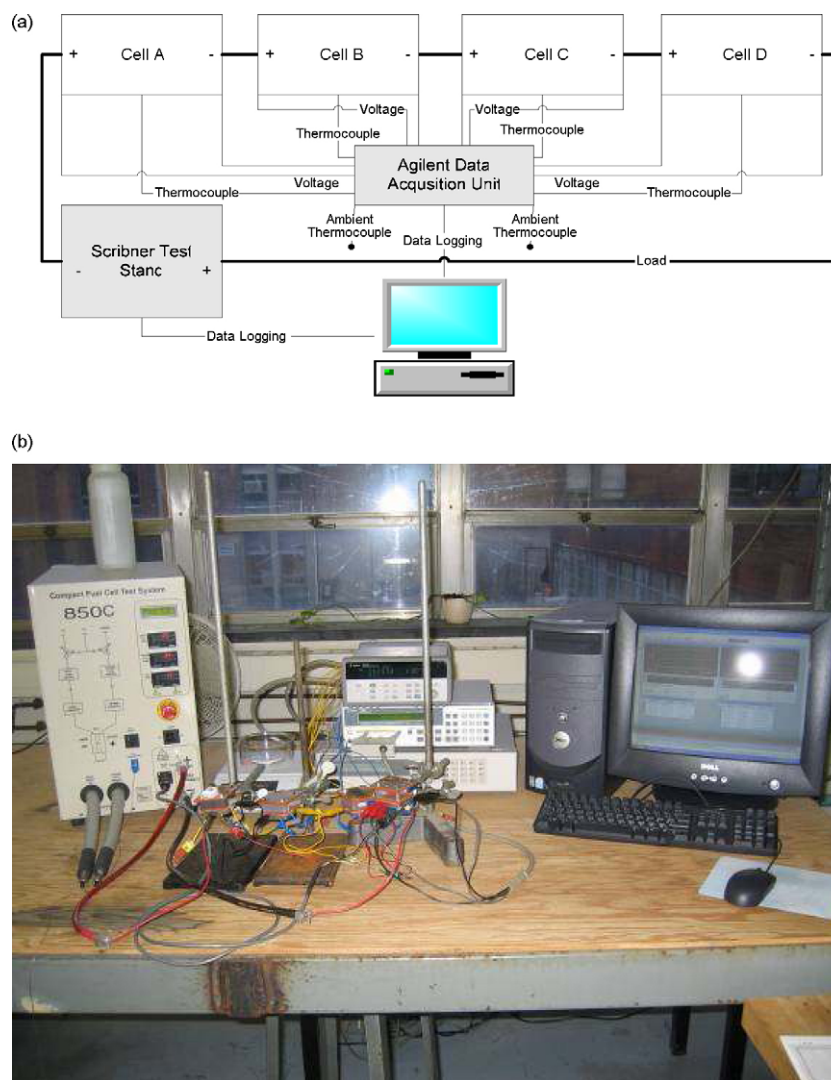 (a)
+ Cell A -
+ Cell B -
+ Cell C -
+ Cell D -
Voltage
Voltage
Thermocouple
Thermocouple
Agilent Data
Acqusition Unit
Voltage
Voltage
Thermocouple
Thermocouple
Ambient
Thermocouple
Ambient
Thermocouple
Data Logging
Scribner Test
Stand
- +
Load
Data Logging
(b)
Compact Fuel Cell Test System
850C
DELL